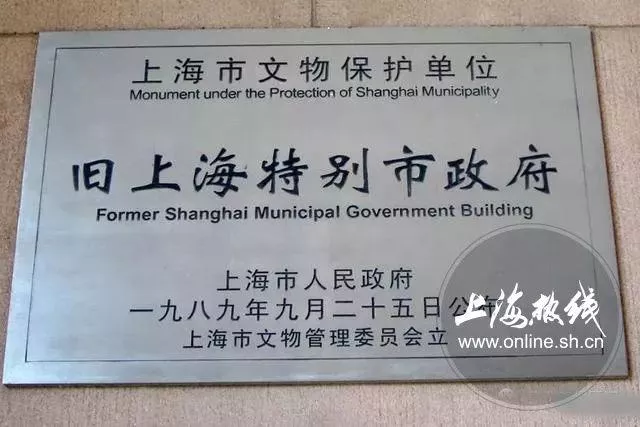 上海市文物保护单位
Monument under the Protection of Shanghai Municipality
旧上海特别市政府
Former Shanghai Municipal Government Building
上海市人民政府
一九八九年九月二十五日公布
上海市文物管理委员会立
上海热线
www.online.sh.cn